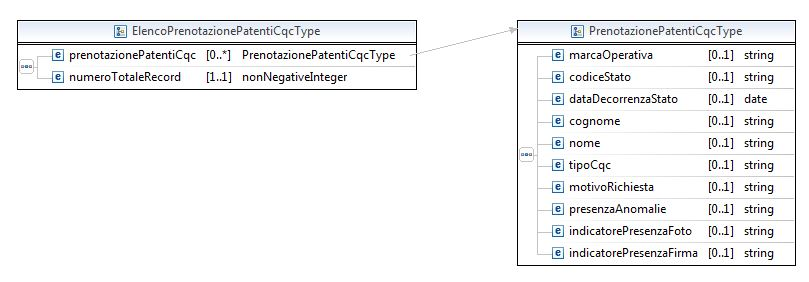 ElencoPrenotazionePatentiCqcType
e prenotazionePatentiCqc [0..*] PrenotazionePatentiCqcType
e numeroTotaleRecord [1..1] nonNegativeInteger
PrenotazionePatentiCqcType
e marcaOperativa [0..1] string
e codiceStato [0..1] string
e dataDecorrenzaStato [0..1] date
e cognome [0..1] string
e nome [0..1] string
e tipoCqc [0..1] string
e motivoRichiesta [0..1] string
e presenzaAnomalie [0..1] string
e indicatorePresenzaFoto [0..1] string
e indicatorePresenzaFirma [0..1] string